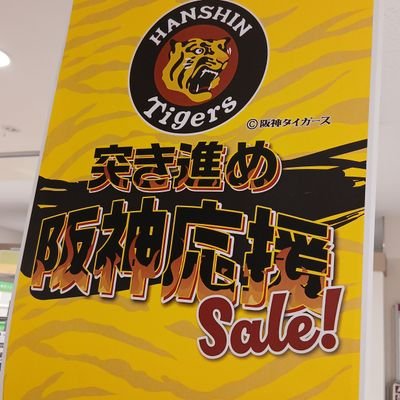 HANSHIN
Tigers
©阪神タイガース
突き進め
阪神応援
Sale!